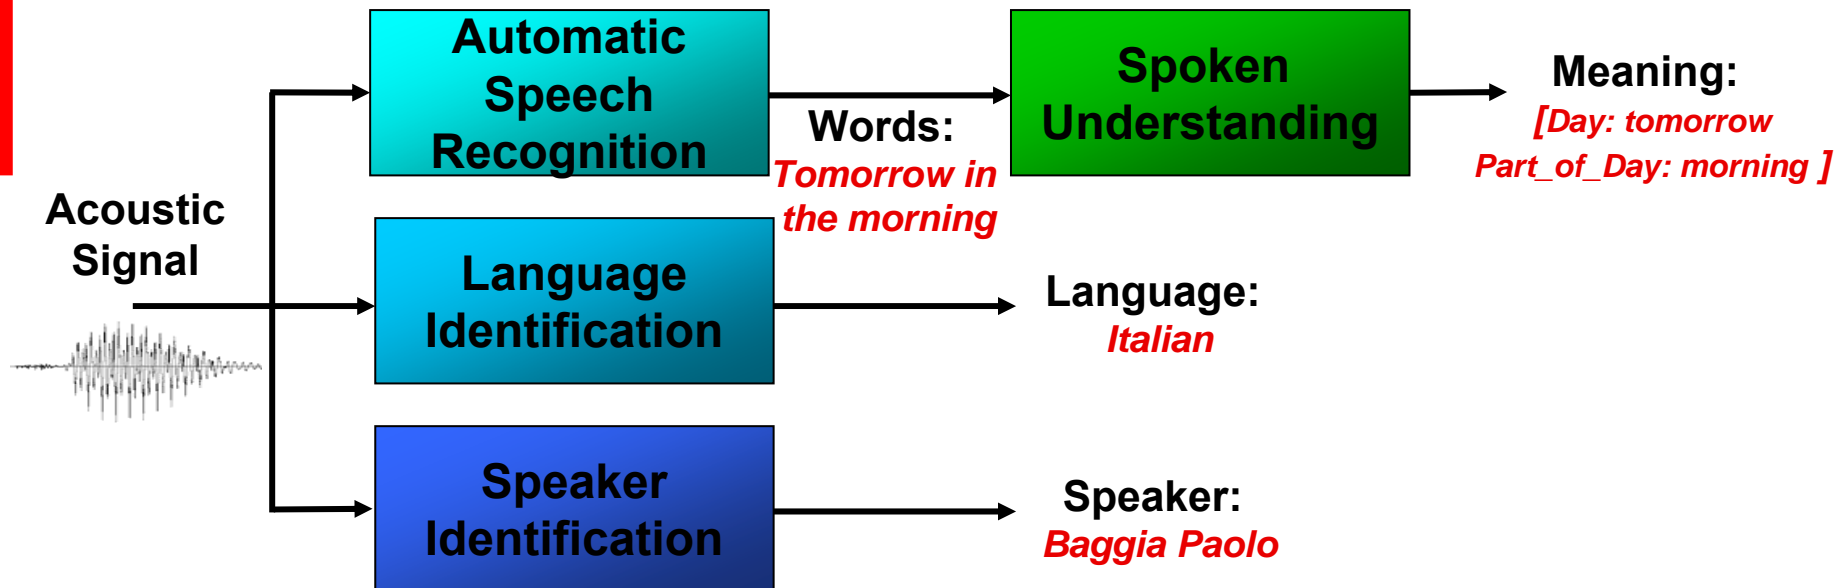 Acoustic
Signal
Automatic
Speech
Recognition
Words:
Tomorrow in
the morning
Spoken
Understanding
Meaning:
[Day: tomorrow
Part_of_Day: morning ]
Language
Identification
Language:
Italian
Speaker
Identification
Speaker:
Baggia Paolo